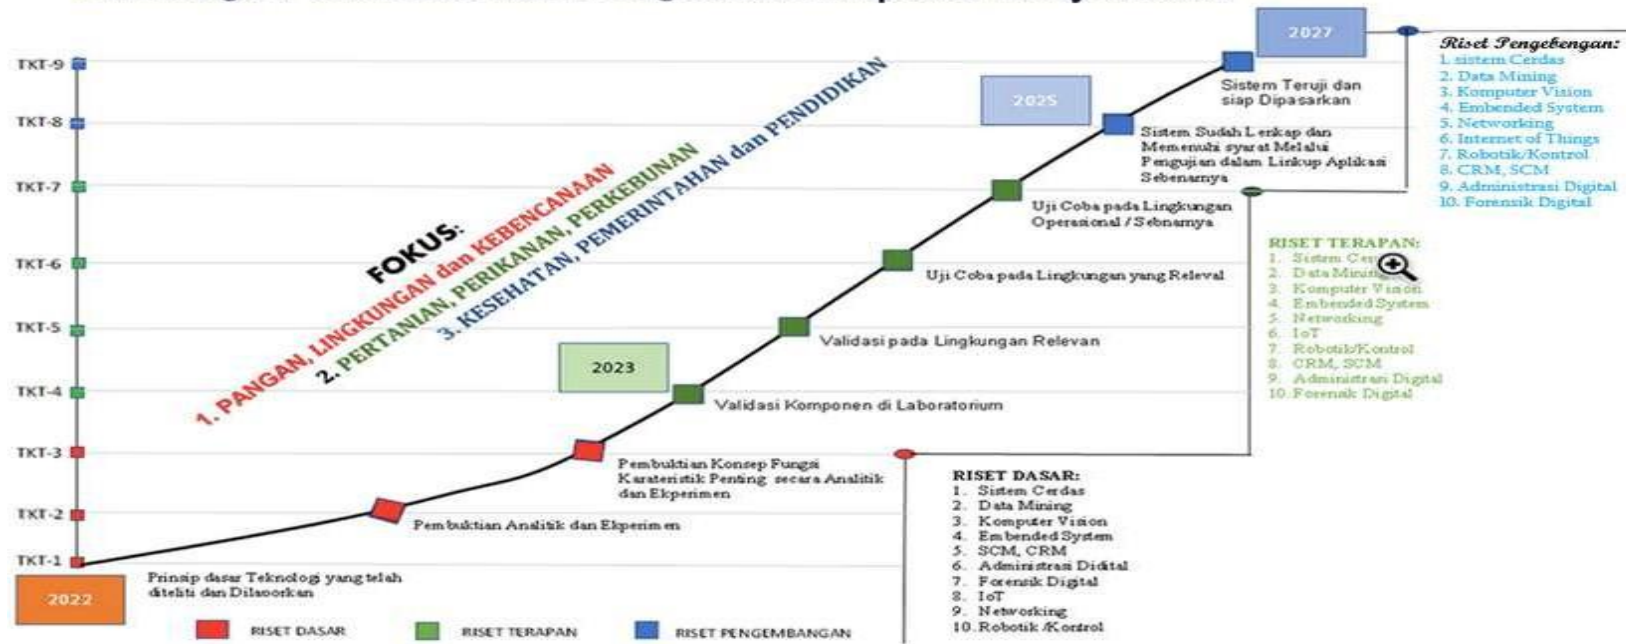 2027
TKT-9
TKT-8
TKT-7
TKT-6
TKT-5
TKT-4
TKT-3
TKT-2
TKT-1
FOKUS:
1. PANGAN, LINGKUNGAN dan KEBENCANAAN
2. PERTANIAN, PERIKANAN, PERKEBUNAN
3. KESEHATAN, PEMERINTAHAN dan PENDIDIKAN
2025
Sistem Teruji dan
siap Dipasarkan
Sistem Sudah Lenkap dan
Memenuhi syarat Melalui
Pengujian dalam Linkup Aplikasi
Sebenarnya
Uji Coba pada Lingkungan
Operasional / Sebnarnya
Uji Coba pada Lingkungan yang Releval
Validasi pada Lingkungan Relevan
2023
Validasi Komponen di Laboratorium
Pembuktian Konsep Fungsi
Karateristik Penting secara Analitik
dan Ekperimen
Pembuktian Analitik dan Ekperimen
2022
Prinsip dasar Teknologi yang telah
diteliti dan Dilaoorkan
Riset Pengebengan:
1. sistem Cerdas
2. Data Mining
3. Komputer Vision
4. Embended System
5. Networking
6. Internet of Things
7. Robotik/Kontrol
8. CRM, SCM
9. Administrasi Digital
10. Forensik Digital
RISET TERAPAN:
1. Sistem
2. Data Mining
3. Komputer Vision
4. Embended System
5. Networking
6. IoT
7. Robotik/Kontrol
8. CRM, SCM
9. Administrasi Digital
10. Forensik Digital
RISET DASAR:
1. Sistem Cerdas
2. Data Mining
3. Komputer Vision
4. Embended System
5. SCM, CRM
6. Administrasi Didital
7. Forensik Digital
8. IoT
9. Networking
10. Robotik /Kontrol
RISET DASAR
RISET TERAPAN
RISET PENGEMBANGAN